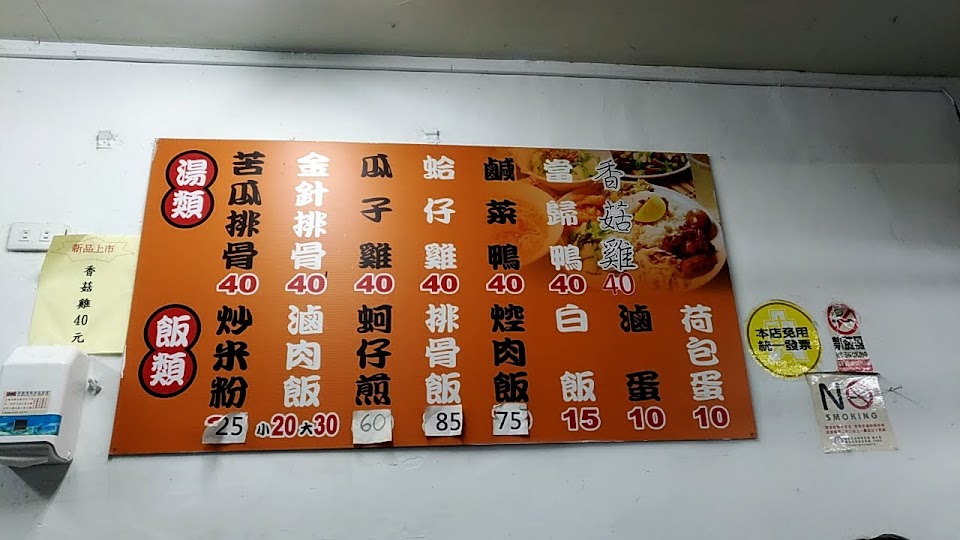 湯類
苦瓜排骨 40
金針排骨 40
瓜子雞 40
蛤仔雞 40
鹹菜鴨 40
當歸鴨 40
香菇雞 40
飯類
炒米粉 25
滷肉飯 小20大30
蚵仔煎 60
排骨飯 85
焢肉飯 75
白飯 15
滷蛋 10
荷包蛋 10
新品上市
香菇雞40元
本店免用
統一發票
NO
SMOKING